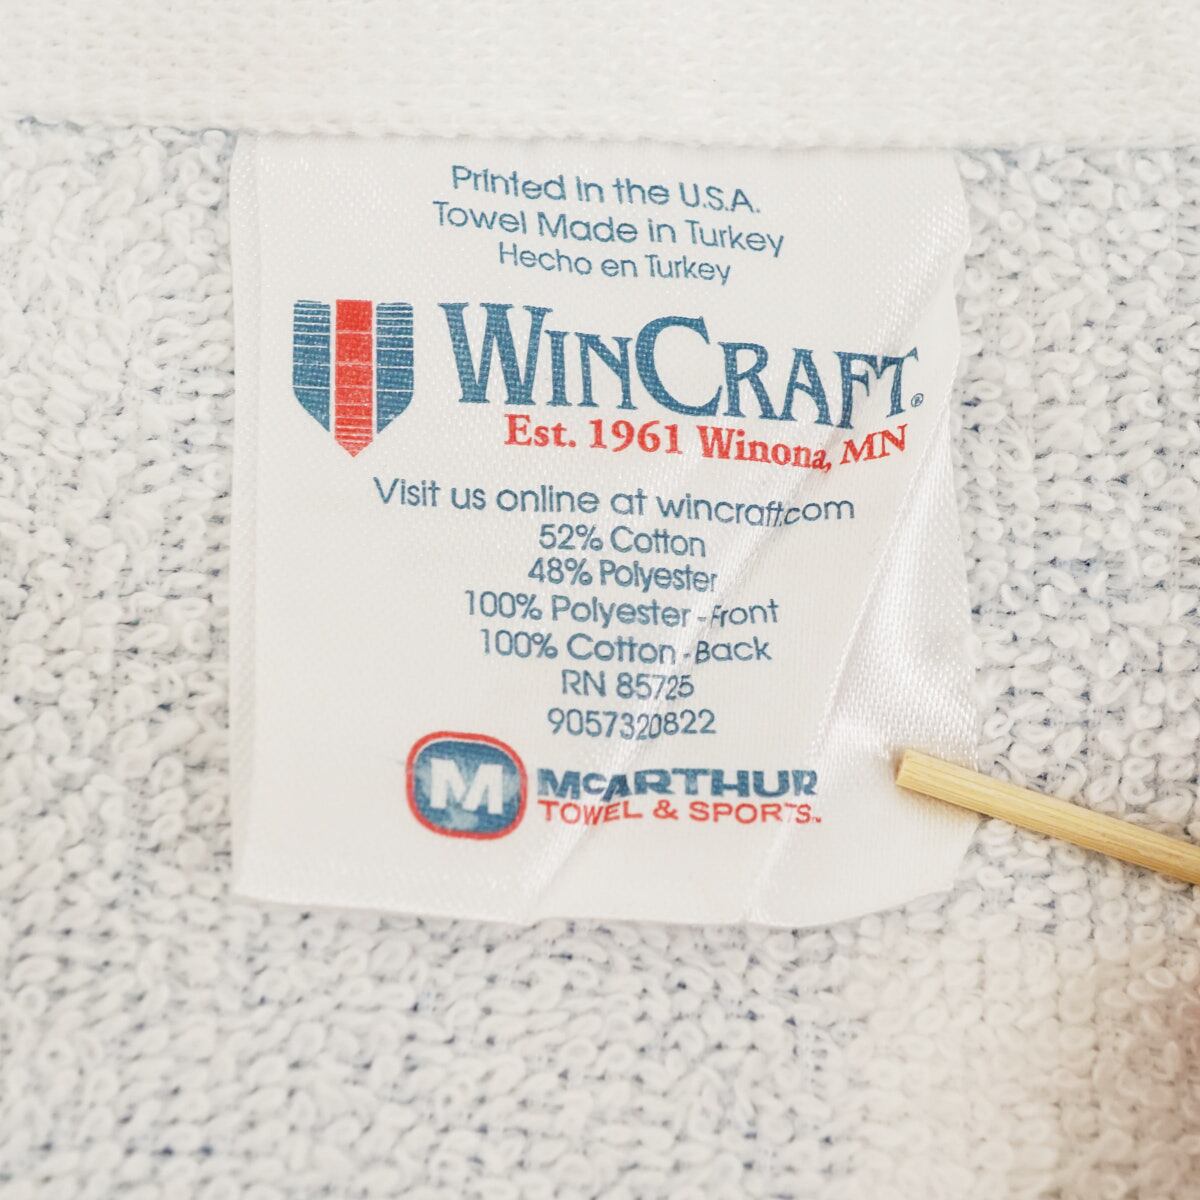 Printed in the U.S.A.
Towel Made in Turkey
Hecho en Turkey
WINCRAFT®
Est. 1961 Winona, MN
Visit us online at wincraft.com
52% Cotton
48% Polyester
100% Polyester - Front
100% Cotton - Back
RN 85725
9057320822
M
MCARTHUR
TOWEL & SPORTS™